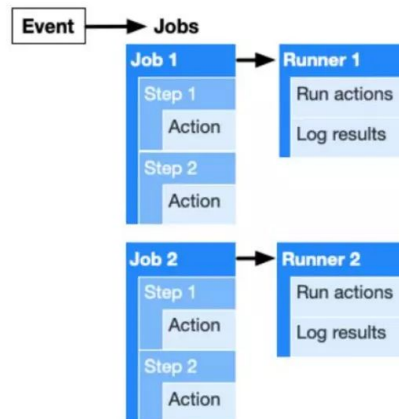 Event
Jobs
Job 1
Step 1
Action
Step 2
Action
Runner 1
Run actions
Log results
Job 2
Step 1
Action
Step 2
Action
Runner 2
Run actions
Log results